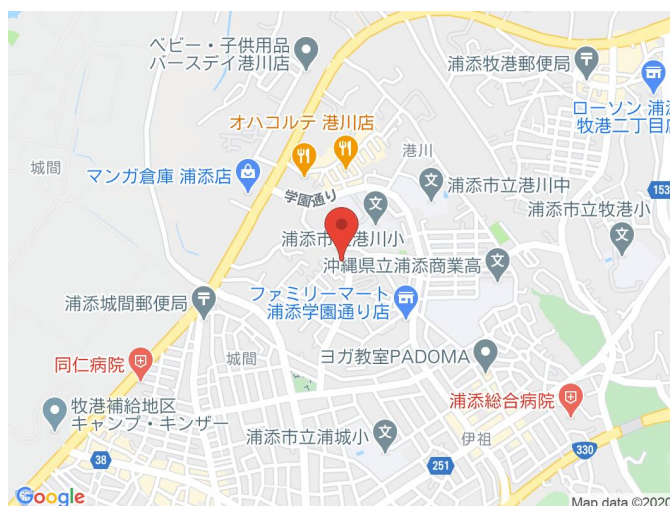 ベビー・子供用品
バースデイ港川店
浦添牧港郵便局
ローソン 浦添
牧港二丁目店
オハコルテ 港川店
城間
港川
マンガ倉庫 浦添店
学園通り
浦添市立港川中
153
浦添市立牧港小
浦添市立港川小
沖縄県立浦添商業高
浦添城間郵便局
ファミリーマート
浦添学園通り店
城間
ヨガ教室PADOMA
同仁病院
浦添総合病院
牧港補給地区
キャンプ・キンザー
浦添市立浦城小
伊祖
330
38
251
Google
Map data ©2020